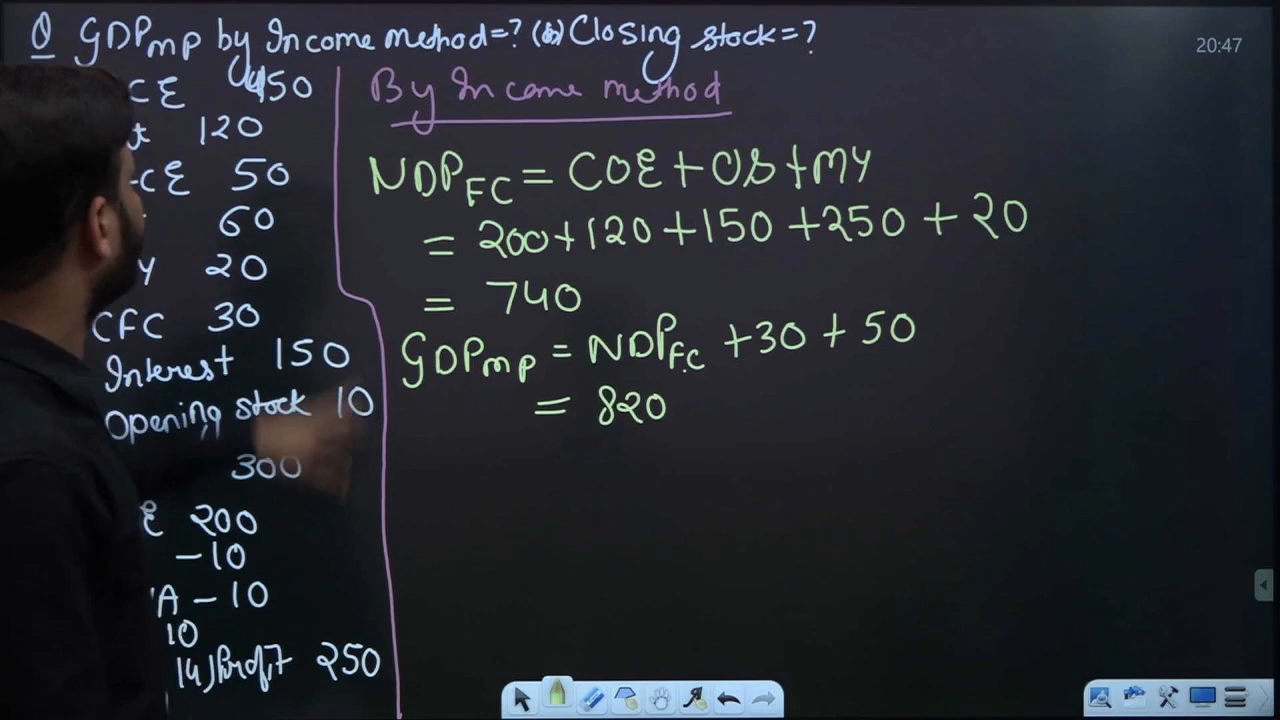 Q GDPMP by Income method=? (b) Closing stock=?
20:47
CE 450
120
CE 50
60
Y 20
CFC 30
Interest 150
Opening stock 10
300
E 200
-10
A -10
10
14) Profit 250
By Income method
NDPFC = COE+OS+MY
= 200+120+150+250+20
= 740
GDPMP = NDPFC +30+50
= 820